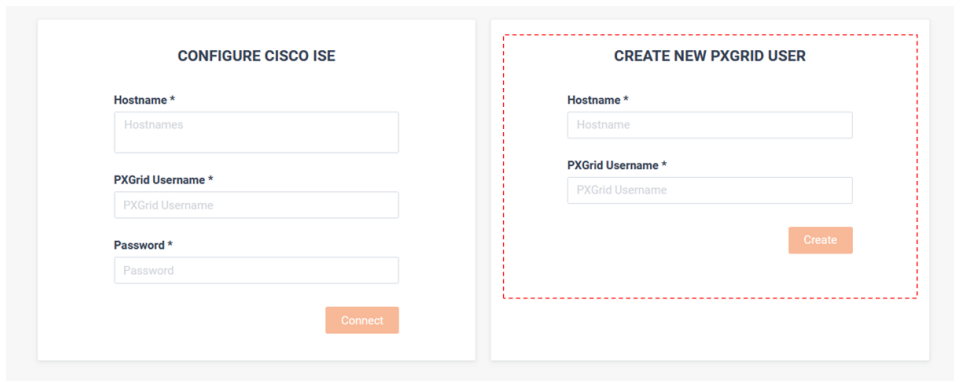 CONFIGURE CISCO ISE
Hostname *
Hostnames
PXGrid Username *
PXGrid Username
Password *
Password
Connect
CREATE NEW PXGRID USER
Hostname *
Hostname
PXGrid Username *
PXGrid Username
Create